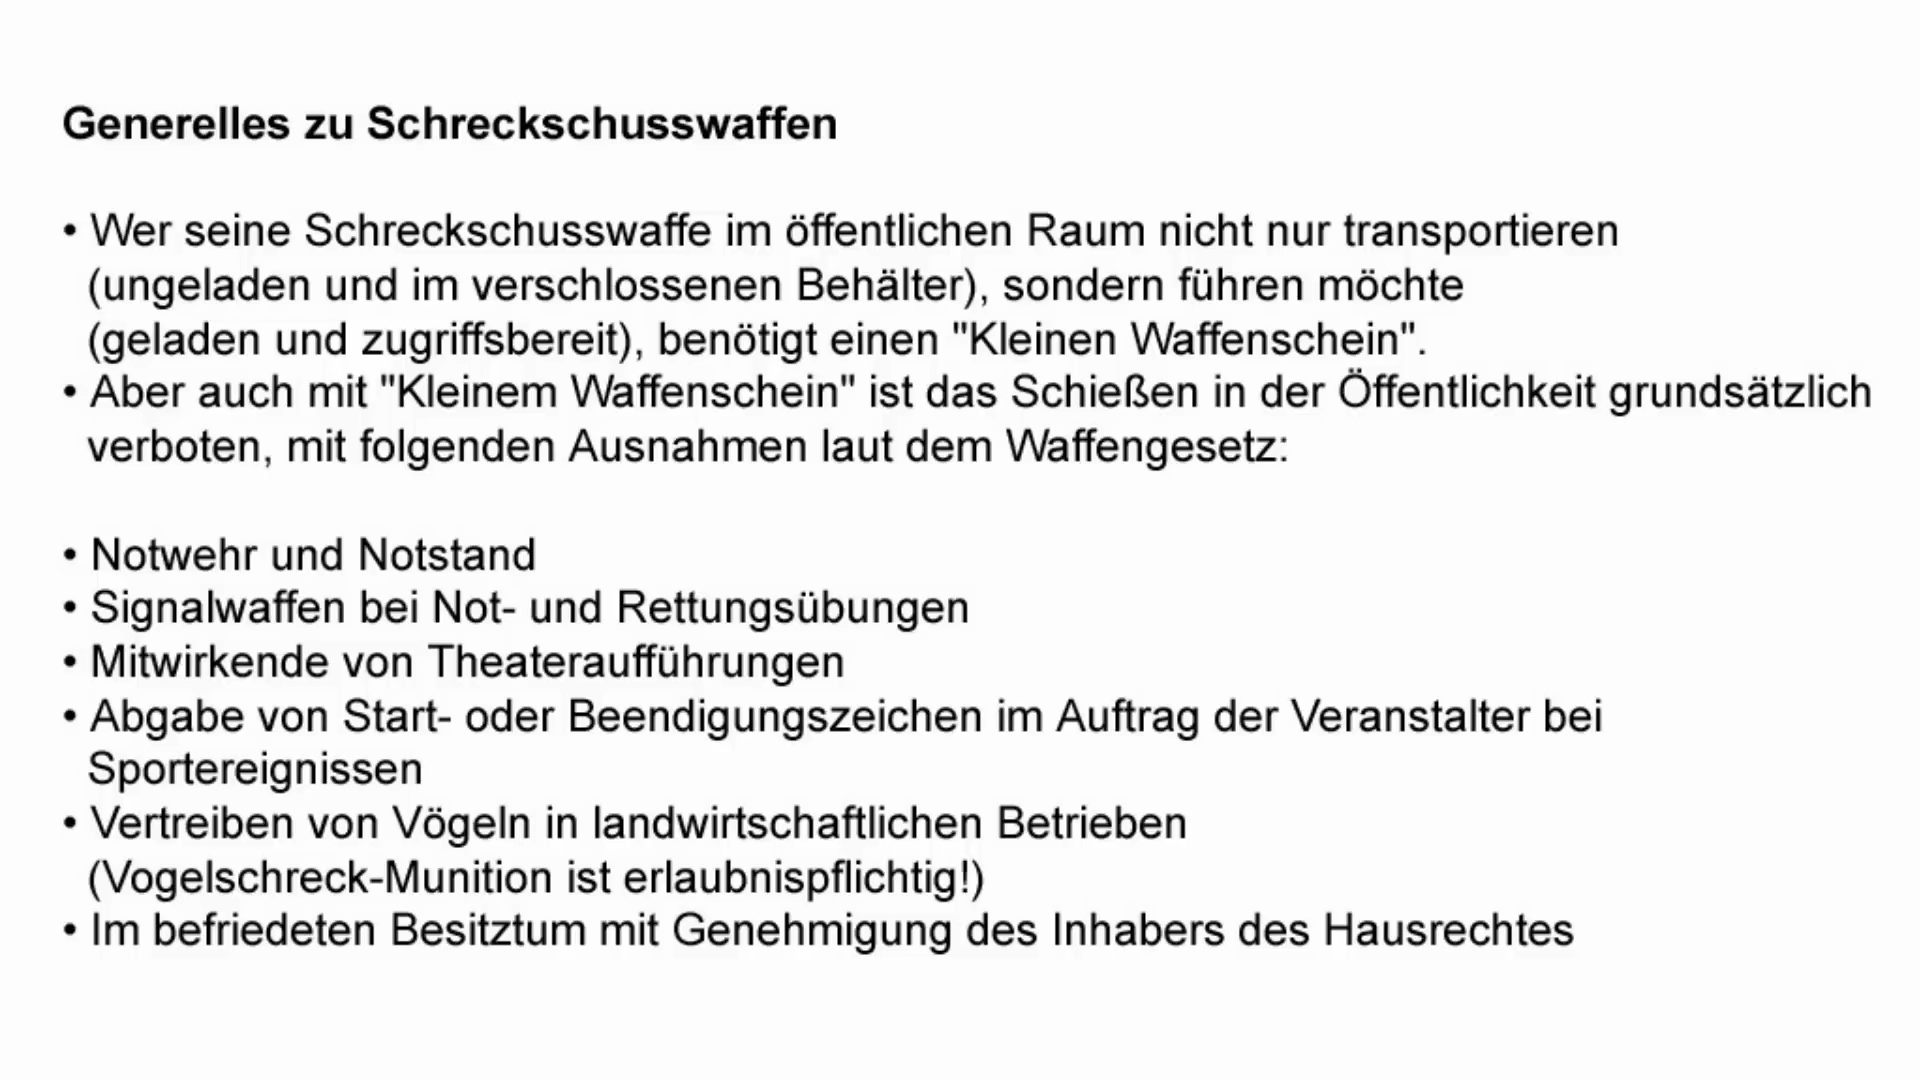 Generelles zu Schreckschusswaffen
• Wer seine Schreckschusswaffe im öffentlichen Raum nicht nur transportieren
(ungeladen und im verschlossenen Behälter), sondern führen möchte
(geladen und zugriffsbereit), benötigt einen "Kleinen Waffenschein".
• Aber auch mit "Kleinem Waffenschein" ist das Schießen in der Öffentlichkeit grundsätzlich
verboten, mit folgenden Ausnahmen laut dem Waffengesetz:
• Notwehr und Notstand
• Signalwaffen bei Not- und Rettungsübungen
• Mitwirkende von Theateraufführungen
• Abgabe von Start- oder Beendigungszeichen im Auftrag der Veranstalter bei
Sportereignissen
• Vertreiben von Vögeln in landwirtschaftlichen Betrieben
(Vogelschreck-Munition ist erlaubnispflichtig!)
• Im befriedeten Besitztum mit Genehmigung des Inhabers des Hausrechtes